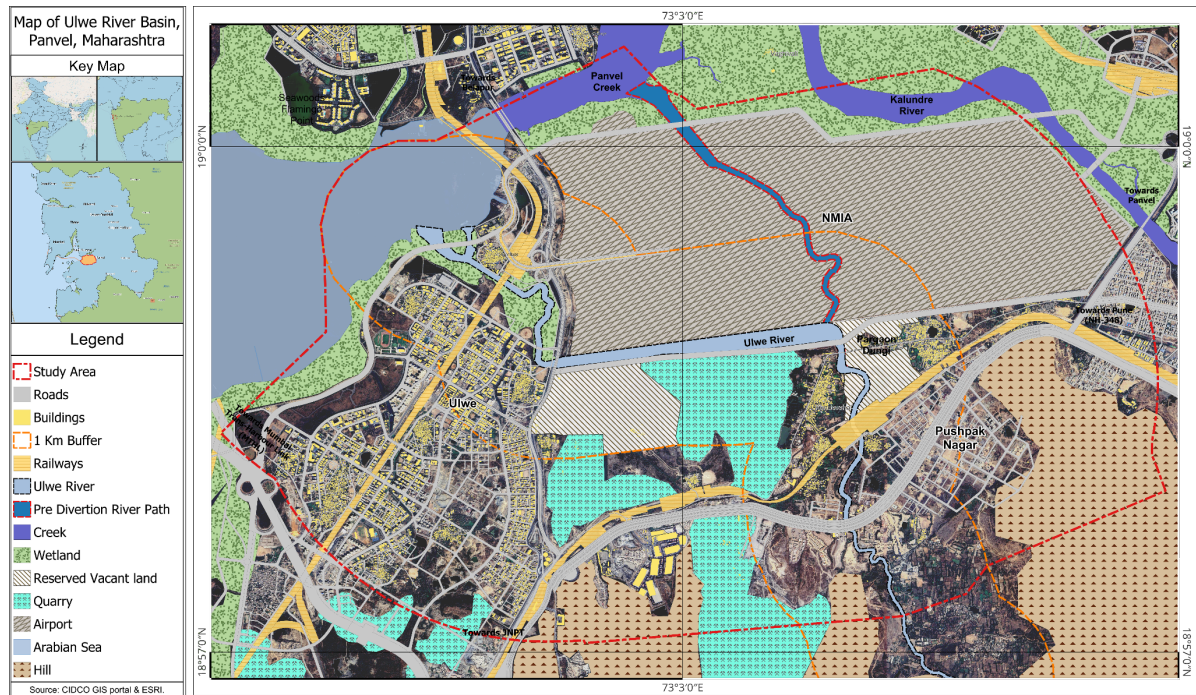 Map of Ulwe River Basin,
Panvel, Maharashtra
Key Map
Legend
Study Area
Roads
Buildings
1 Km Buffer
Railways
Ulwe River
Pre Divertion River Path
Creek
Wetland
Reserved Vacant land
Quarry
Airport
Arabian Sea
Hill
Source: CIDCO GIS portal & ESRI.
73°3'0"E
19°0'0"N
19°0'0"N
Seawoods
Flamingo
Point
Towards
Belapur
Panvel
Creek
Kalundre
River
Towards
Panvel
NMIA
Ulwe River
Pargaon
Dungi
Towards Pune
(NH-348)
Ulwe
Pushpak
Nagar
Towards JNPT
18°57'0"N
18°57'0"N
73°3'0"E